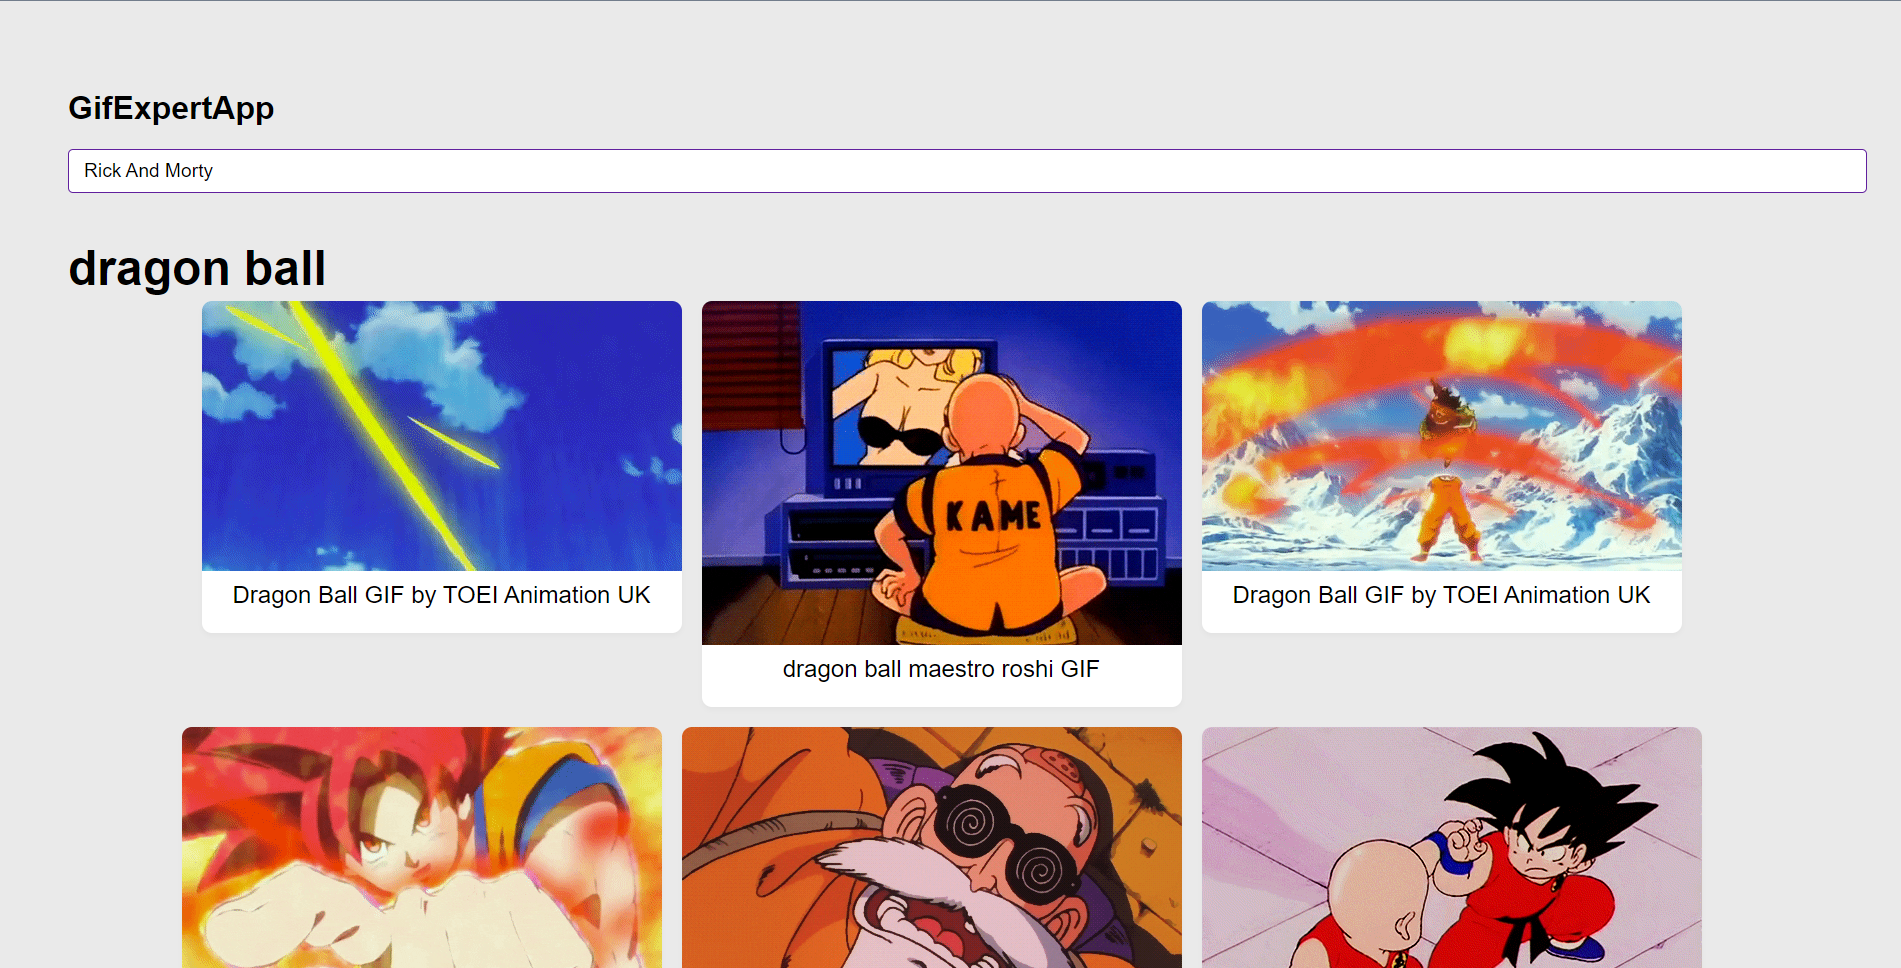 GifExpertApp
Rick And Morty
dragon ball
KAME
Dragon Ball GIF by TOEI Animation UK
dragon ball maestro roshi GIF
Dragon Ball GIF by TOEI Animation UK